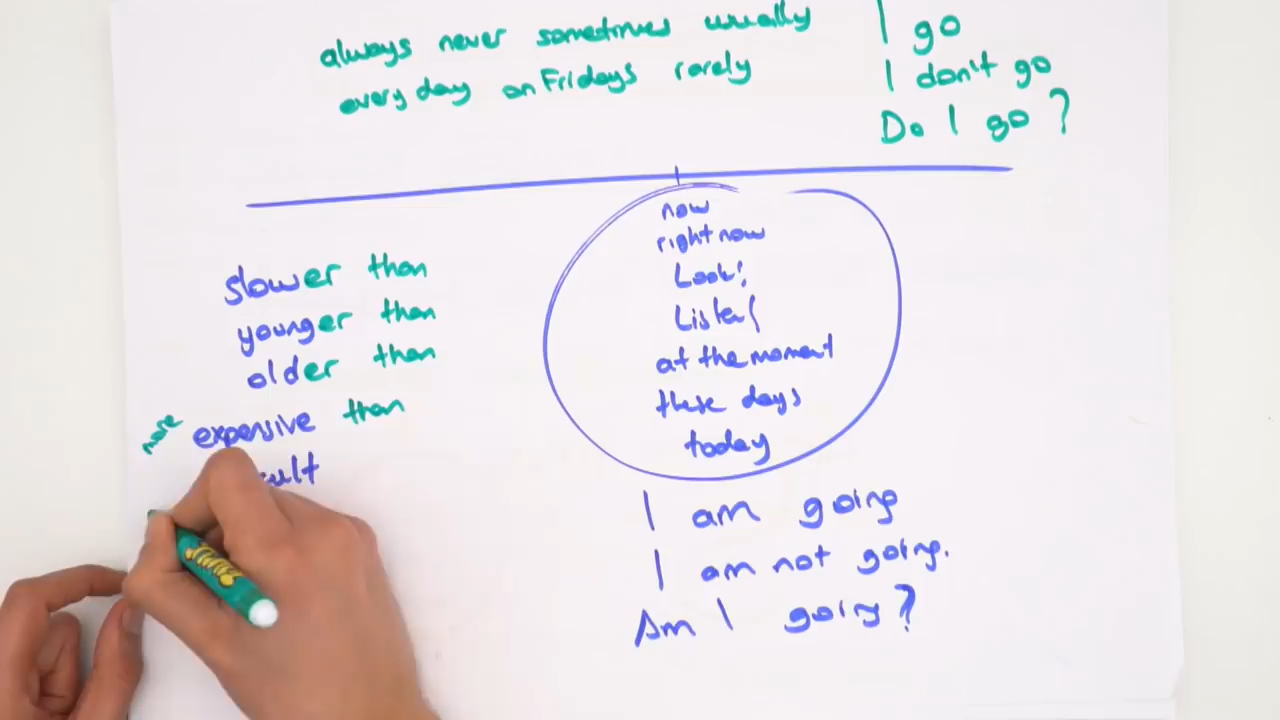 always never sometimes usually
every day on Fridays rarely
I go
I don't go
Do I go?
slower than
younger than
older than
more expensive than
now
right now
Look!
Listen!
at the moment
these days
today
I am going
I am not going.
Am I going?